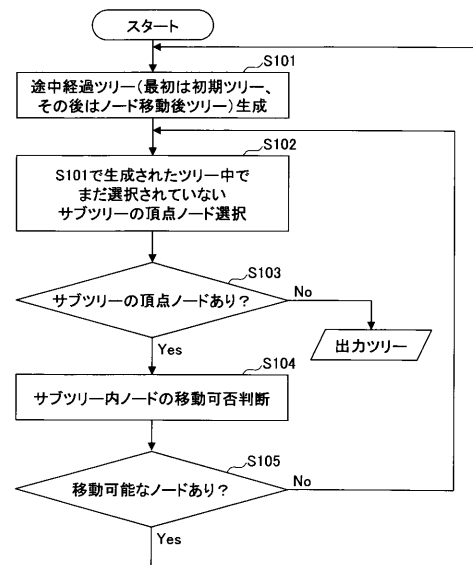 スタート
S101
途中経過ツリー(最初は初期ツリー、
その後はノード移動後ツリー)生成
S102
S101で生成されたツリー中で
まだ選択されていない
サブツリーの頂点ノード選択
S103
サブツリーの頂点ノードあり?
No
Yes
出力ツリー
S104
サブツリー内ノードの移動可否判断
S105
移動可能なノードあり?
No
Yes